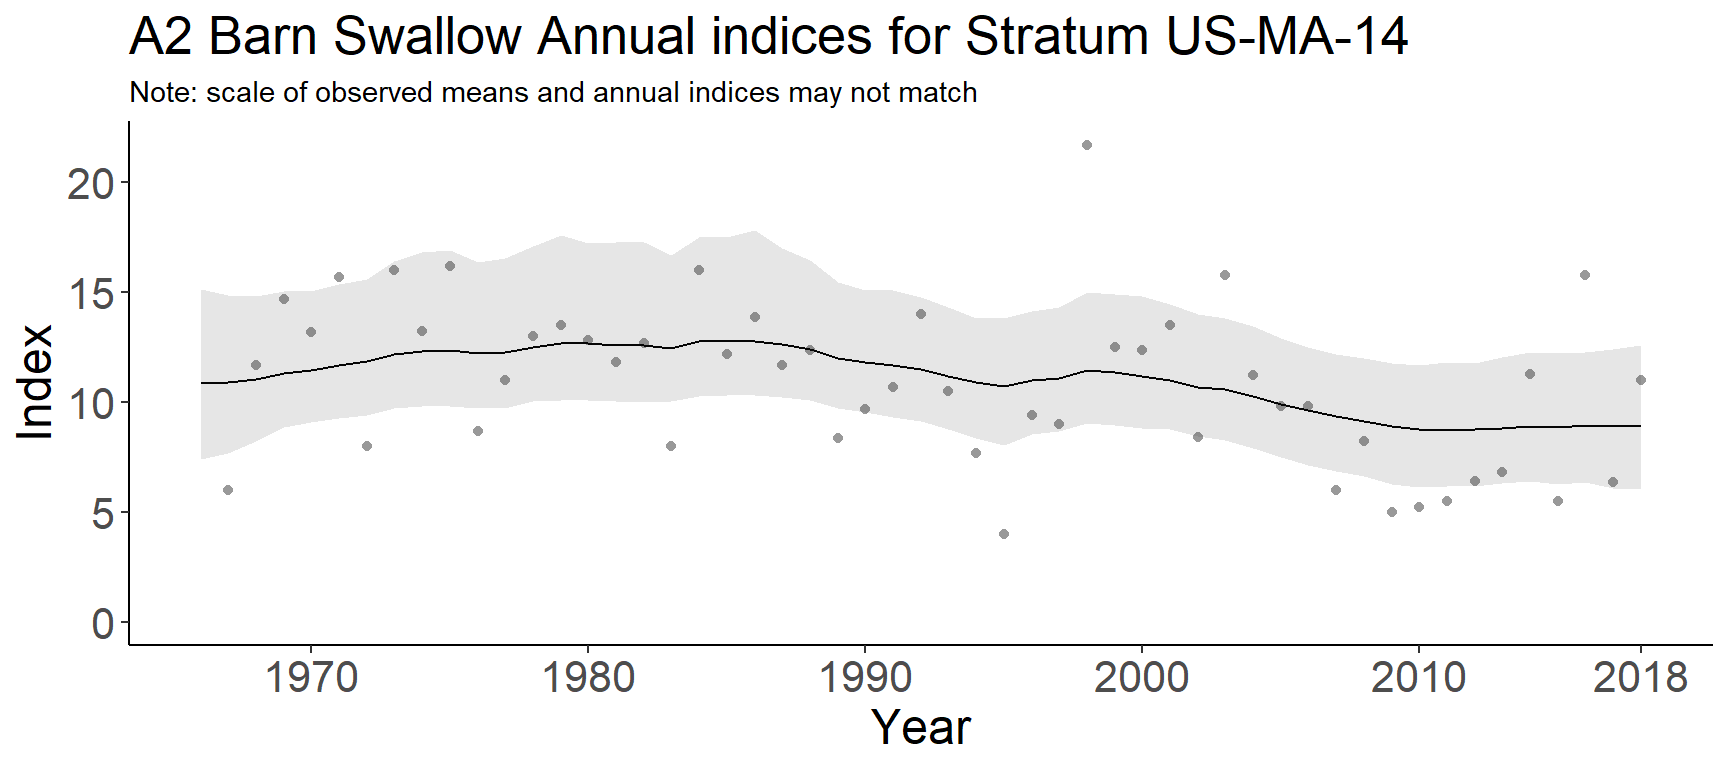 A2 Barn Swallow Annual indices for Stratum US-MA-14
Note: scale of observed means and annual indices may not match
20
15
10
5
0
Index
1970 1980 1990 2000 2010 2018
Year